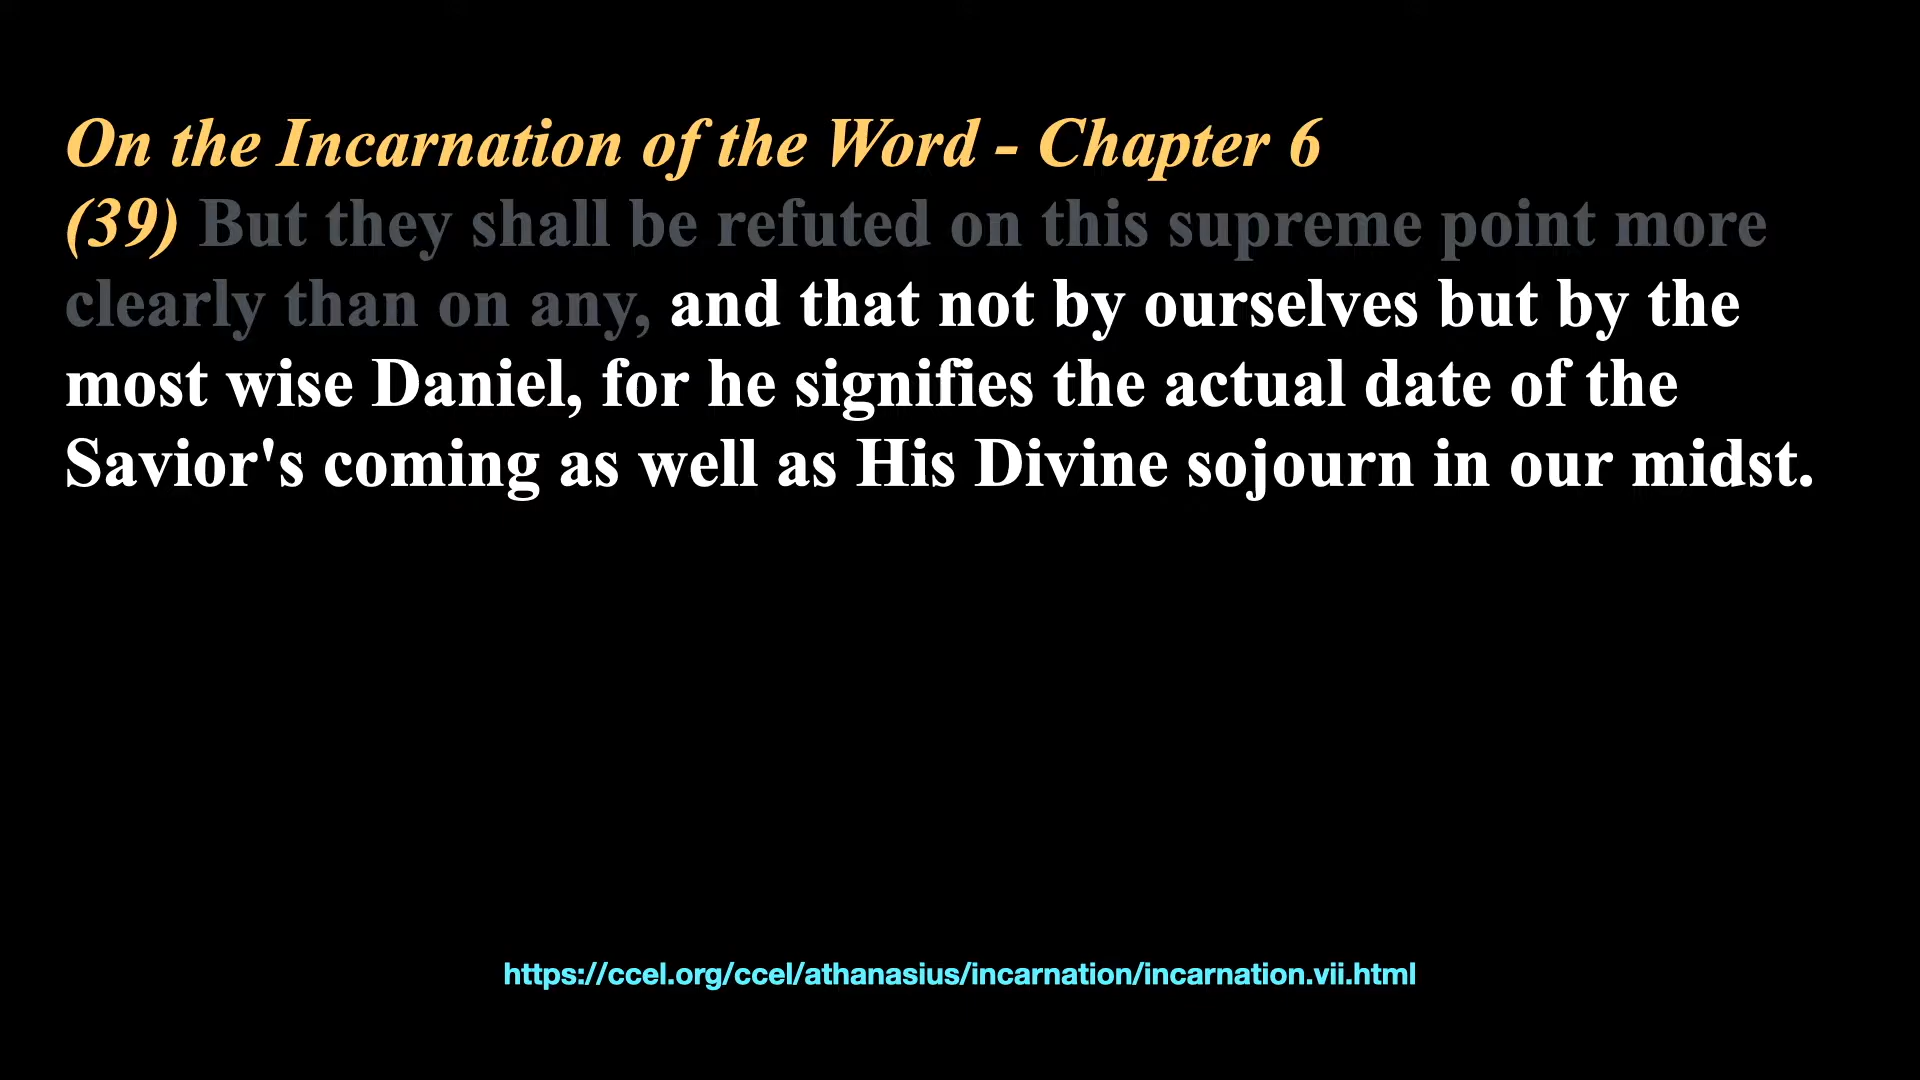 On the Incarnation of the Word - Chapter 6
(39) But they shall be refuted on this supreme point more
clearly than on any, and that not by ourselves but by the
most wise Daniel, for he signifies the actual date of the
Savior's coming as well as His Divine sojourn in our midst.
https://ccel.org/ccel/athanasius/incarnation/incarnation.vii.html